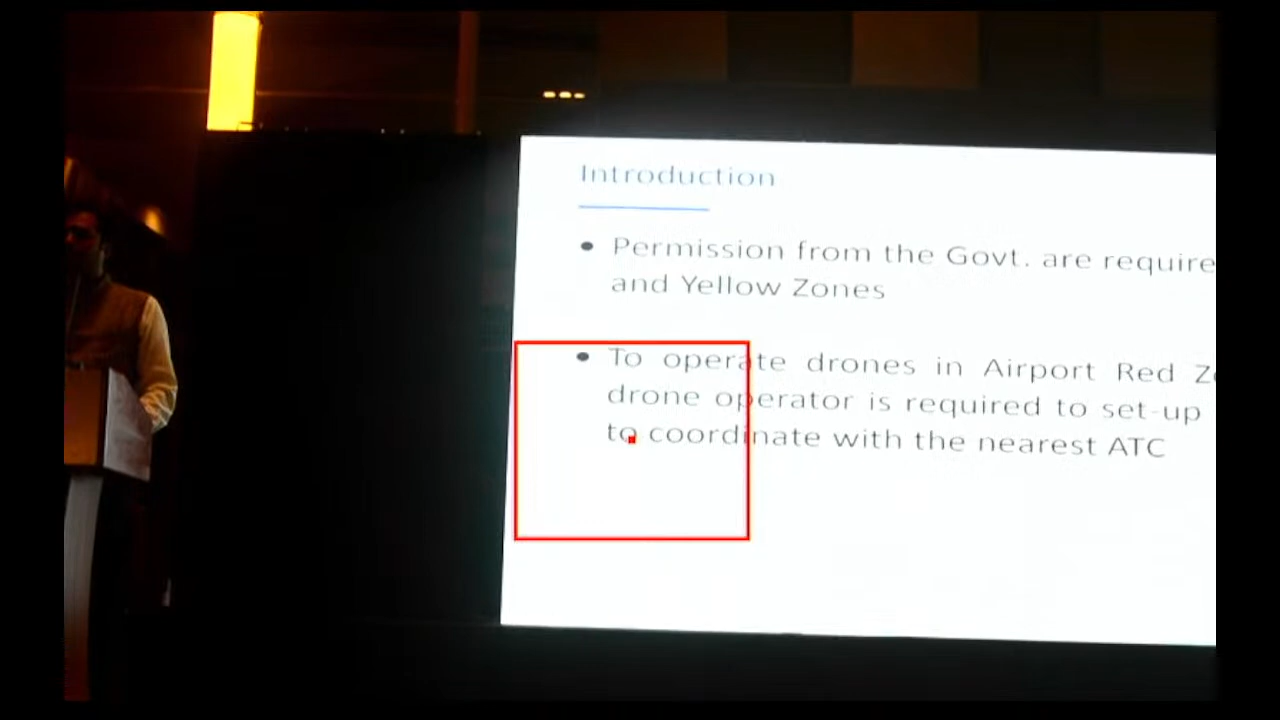 Introduction
• Permission from the Govt. are require
and Yellow Zones
• To operate drones in Airport Red
drone operator is required to set-up
to coordinate with the nearest ATC